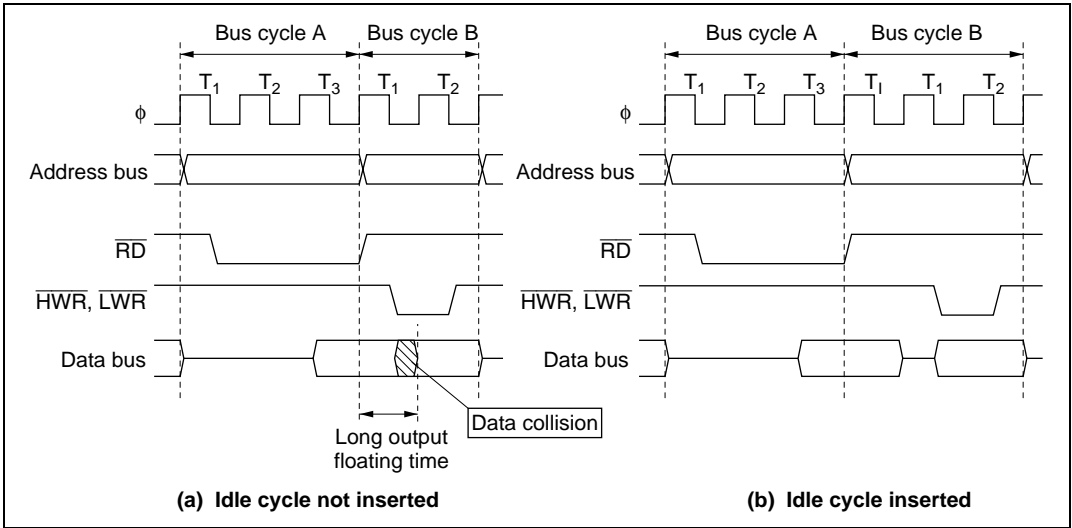 Bus cycle A Bus cycle B
T1 T2 T3 T1 T2
ϕ
Address bus
RD
HWR, LWR
Data bus
Data collision
Long output
floating time
(a) Idle cycle not inserted
Bus cycle A Bus cycle B
T1 T2 T3 TI T1 T2
ϕ
Address bus
RD
HWR, LWR
Data bus
(b) Idle cycle inserted